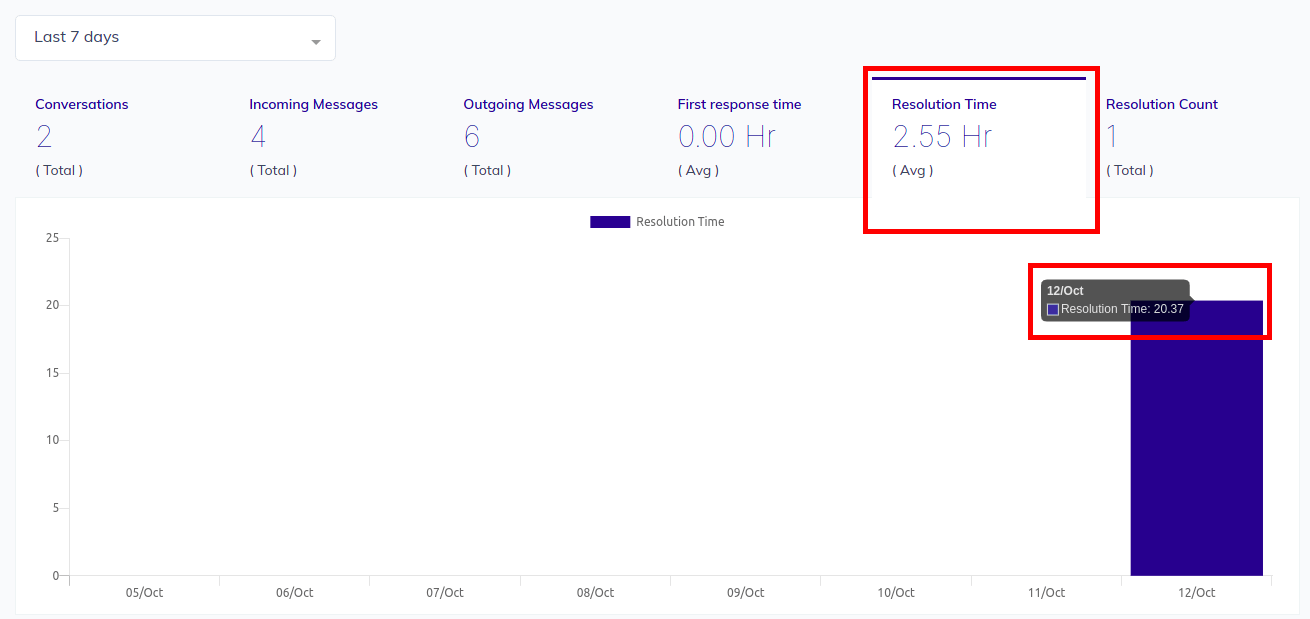 Last 7 days
Conversations
2
( Total )
Incoming Messages
4
( Total )
Outgoing Messages
6
( Total )
First response time
0.00 Hr
( Avg )
Resolution Time
2.55 Hr
( Avg )
Resolution Count
1
( Total )
Resolution Time
25
20
15
10
5
0
12/Oct
Resolution Time: 20.37
05/Oct
06/Oct
07/Oct
08/Oct
09/Oct
10/Oct
11/Oct
12/Oct